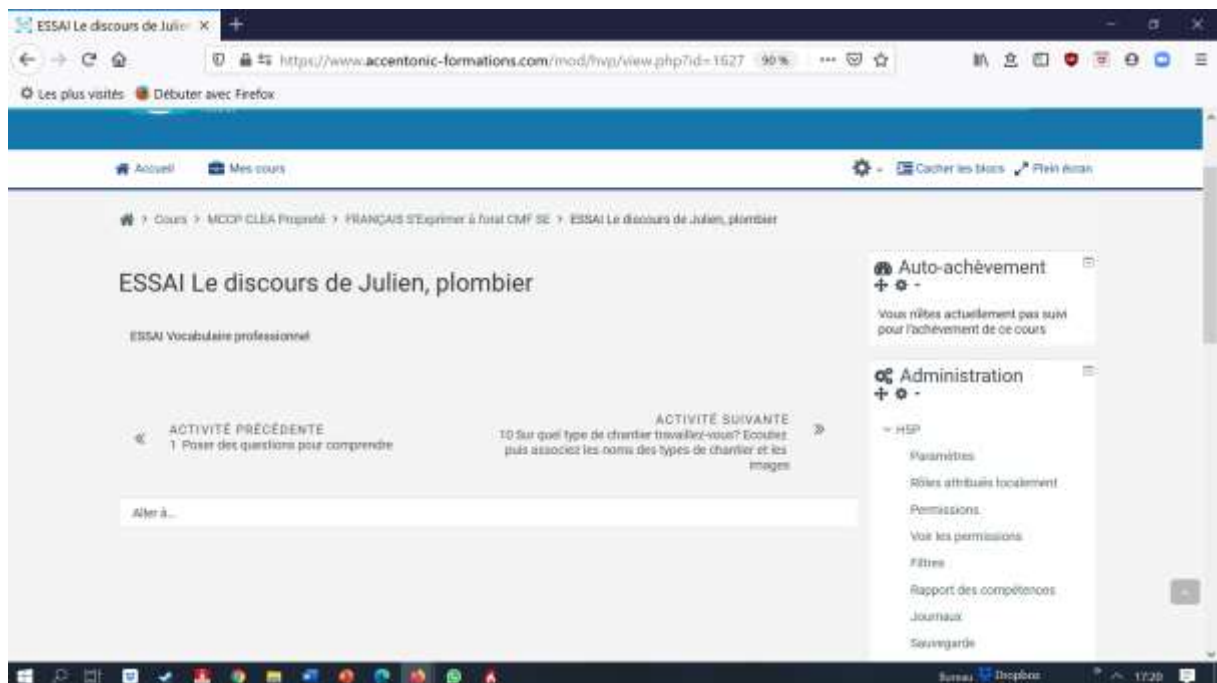 ESSAI Le discours de Julien
https://www.accentonic-formations.com/mod/hvp/view.php?id=1627 90%
Les plus visités Débuter avec Firefox
Accueil Mes cours Cacher les blocs Plein écran
Cours > MCCP CLEA Propreté > FRANÇAIS S'Exprimer à l'oral CMF SE > ESSAI Le discours de Julien, plombier
ESSAI Le discours de Julien, plombier
ESSAI Vocabulaire professionnel
ACTIVITÉ PRÉCÉDENTE
1 Poser des questions pour comprendre
ACTIVITÉ SUIVANTE
10 Sur quel type de chantier travaillez-vous? Ecoutez
puis associez les noms des types de chantier et les
images
Aller à...
Auto-achèvement
Vous n'êtes actuellement pas suivi
pour l'achèvement de ce cours
Administration
H5P
Paramètres
Rôles attribués localement
Permissions
Voir les permissions
Filtres
Rapport des compétences
Journaux
Sauvegarde
Bureau Dropbox 17:20